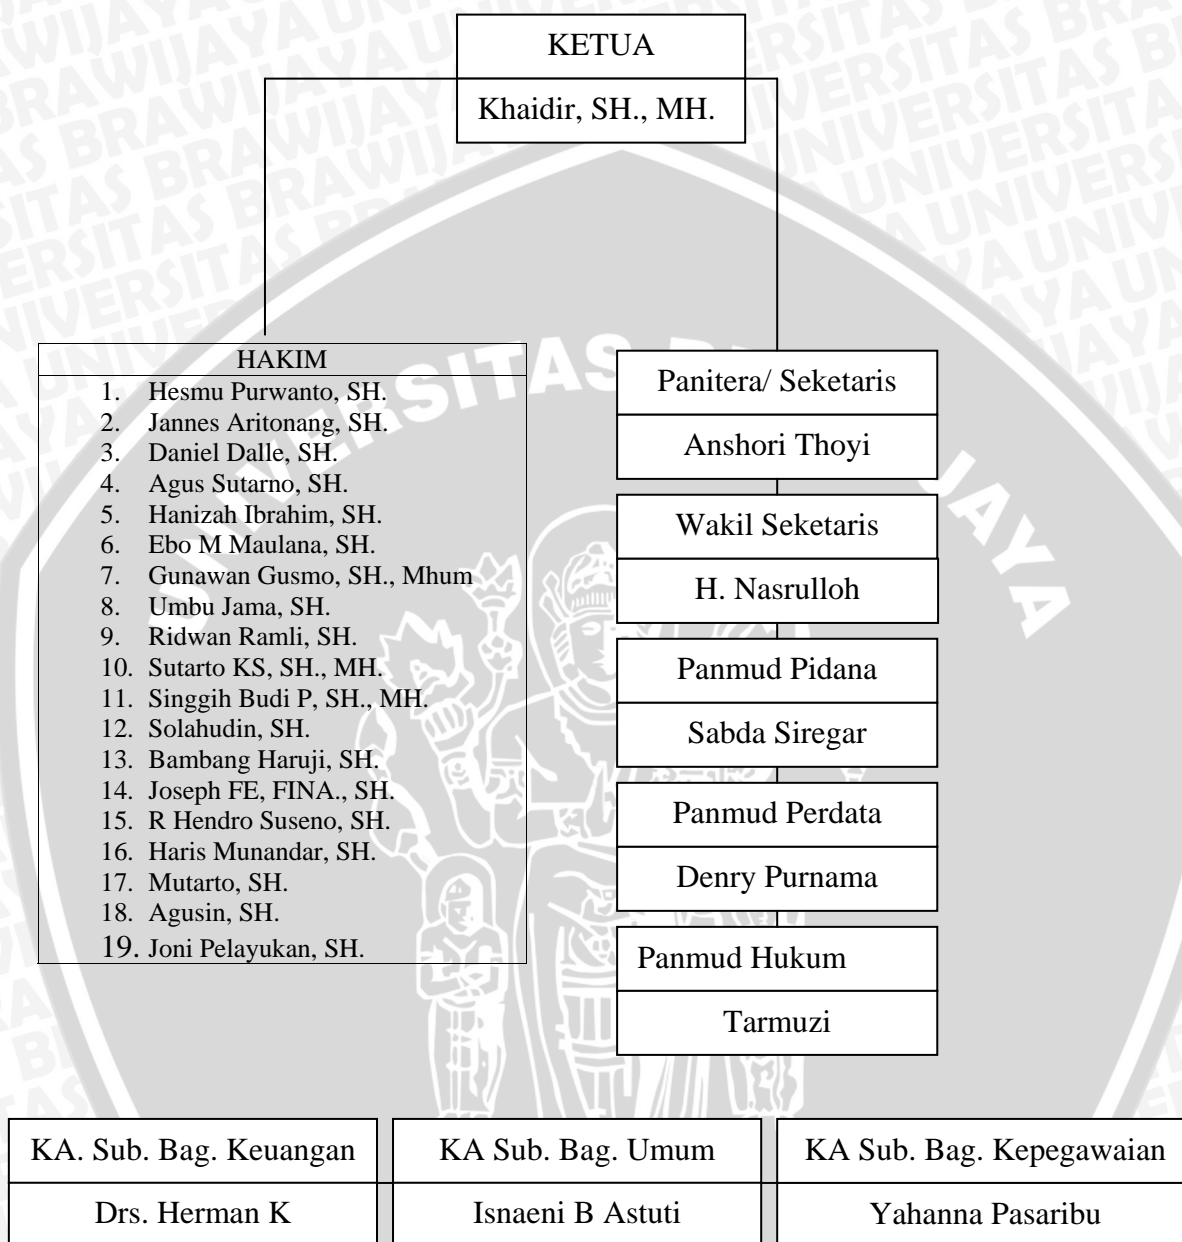 KETUA
Khaidir, SH., MH.
HAKIM
1. Hesmu Purwanto, SH.
2. Jannes Aritonang, SH.
3. Daniel Dalle, SH.
4. Agus Sutarno, SH.
5. Hanizah Ibrahim, SH.
6. Ebo M Maulana, SH.
7. Gunawan Gusmo, SH., Mhum
8. Umbu Jama, SH.
9. Ridwan Ramli, SH.
10. Sutarto KS, SH., MH.
11. Singgih Budi P, SH., MH.
12. Solahudin, SH.
13. Bambang Haruji, SH.
14. Joseph FE, FINA., SH.
15. R Hendro Suseno, SH.
16. Haris Munandar, SH.
17. Mutarto, SH.
18. Agusin, SH.
19. Joni Pelayukan, SH.
Panitera/ Seketaris
Anshori Thoyi
Wakil Seketaris
H. Nasrulloh
Panmud Pidana
Sabda Siregar
Panmud Perdata
Denry Purnama
Panmud Hukum
Tarmuzi
KA. Sub. Bag. Keuangan
Drs. Herman K
KA Sub. Bag. Umum
Isnaeni B Astuti
KA Sub. Bag. Kepegawaian
Yahanna Pasaribu